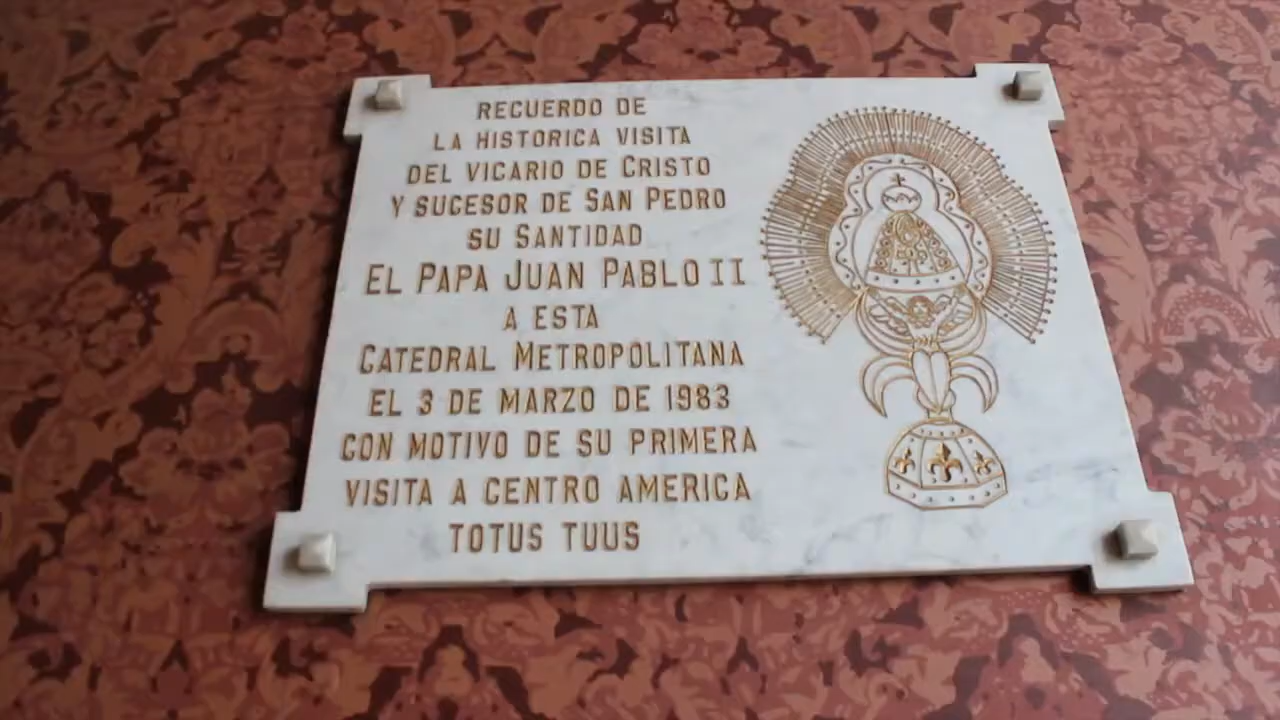 RECUERDO DE
LA HISTORICA VISITA
DEL VICARIO DE CRISTO
Y SUCESOR DE SAN PEDRO
SU SANTIDAD
EL PAPA JUAN PABLO II
A ESTA
CATEDRAL METROPOLITANA
EL 3 DE MARZO DE 1983
CON MOTIVO DE SU PRIMERA
VISITA A CENTRO AMERICA
TOTUS TUUS